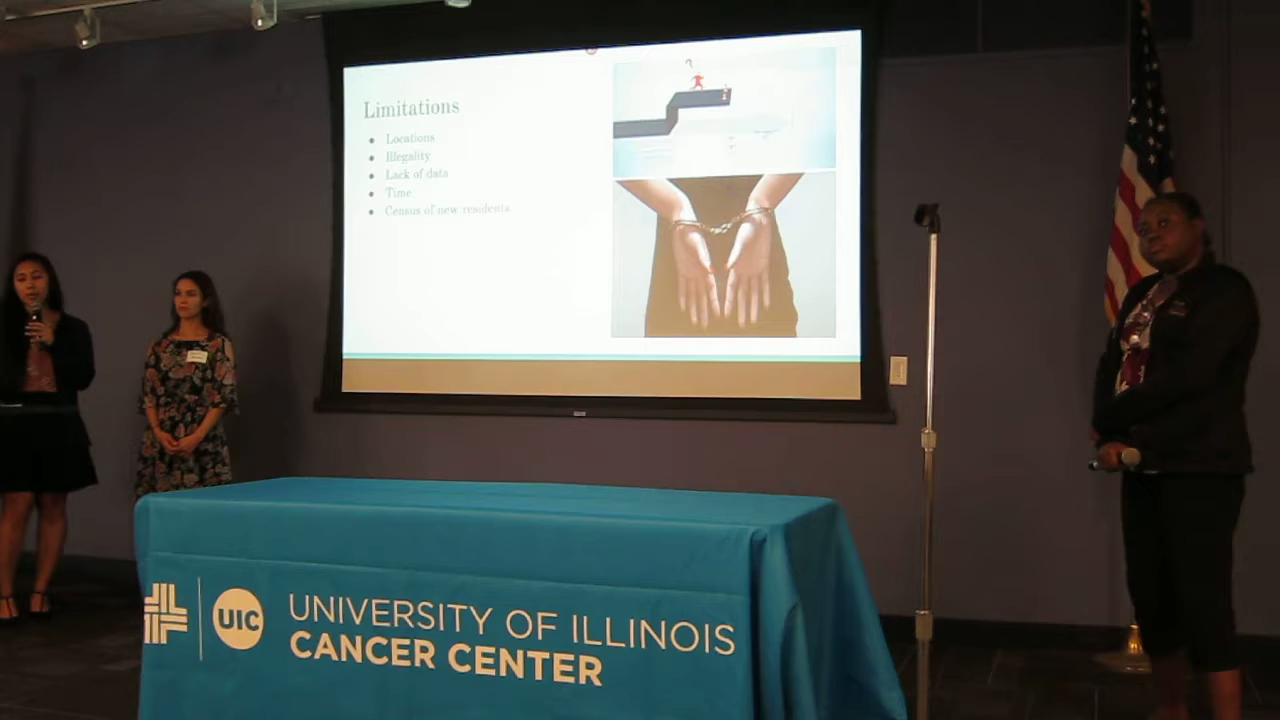 Limitations
Locations
Illegality
Lack of data
Time
Census of new residents
UIC
UNIVERSITY OF ILLINOIS
CANCER CENTER